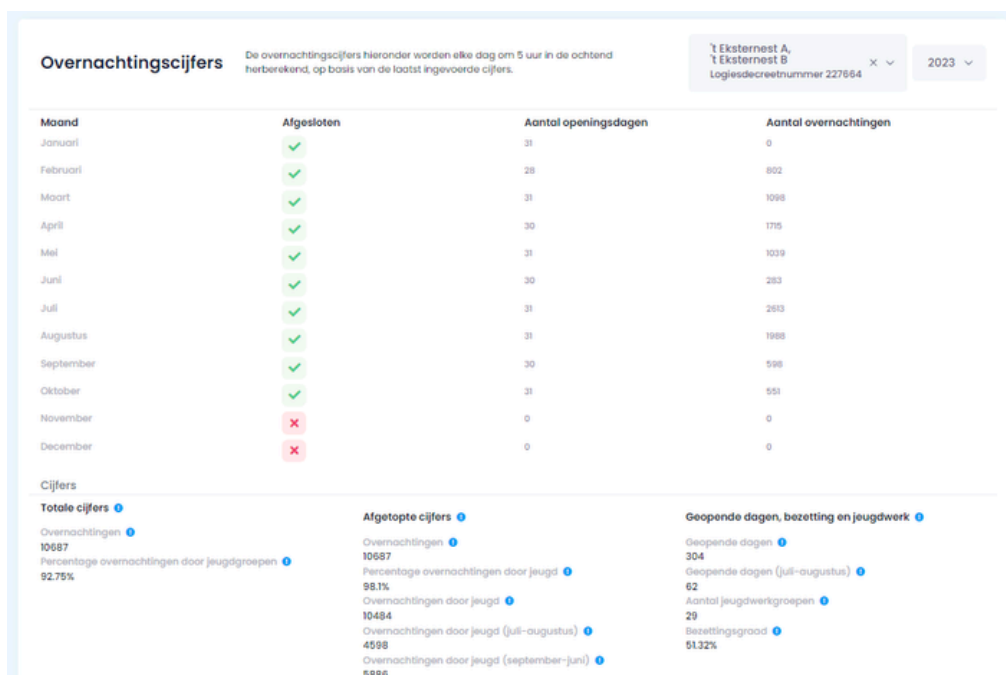 Overnachtingscijfers
De overnachtingscijfers hieronder worden elke dag om 5 uur in de ochtend
herberekend, op basis van de laatst ingevoerde cijfers.
't Eksternest A,
't Eksternest B
Logiesdecreetnummer 227664
2023
Maand Afgesloten Aantal openingsdagen Aantal overnachtingen
Januari 31 0
Februari 28 802
Maart 31 1098
April 30 1715
Mei 31 1039
Juni 30 283
Juli 31 2613
Augustus 31 1988
September 30 598
Oktober 31 551
November 0 0
December 0 0
Cijfers
Totale cijfers
Overnachtingen
10687
Percentage overnachtingen door jeugdgroepen
92.75%
Afgetopte cijfers
Overnachtingen
10687
Percentage overnachtingen door jeugd
98.1%
Overnachtingen door jeugd
10484
Overnachtingen door jeugd (juli-augustus)
4598
Overnachtingen door jeugd (september-juni)
5886
Geopende dagen, bezetting en jeugdwerk
Geopende dagen
304
Geopende dagen (juli-augustus)
62
Aantal jeugdwerkgroepen
29
Bezettingsgraad
51.32%